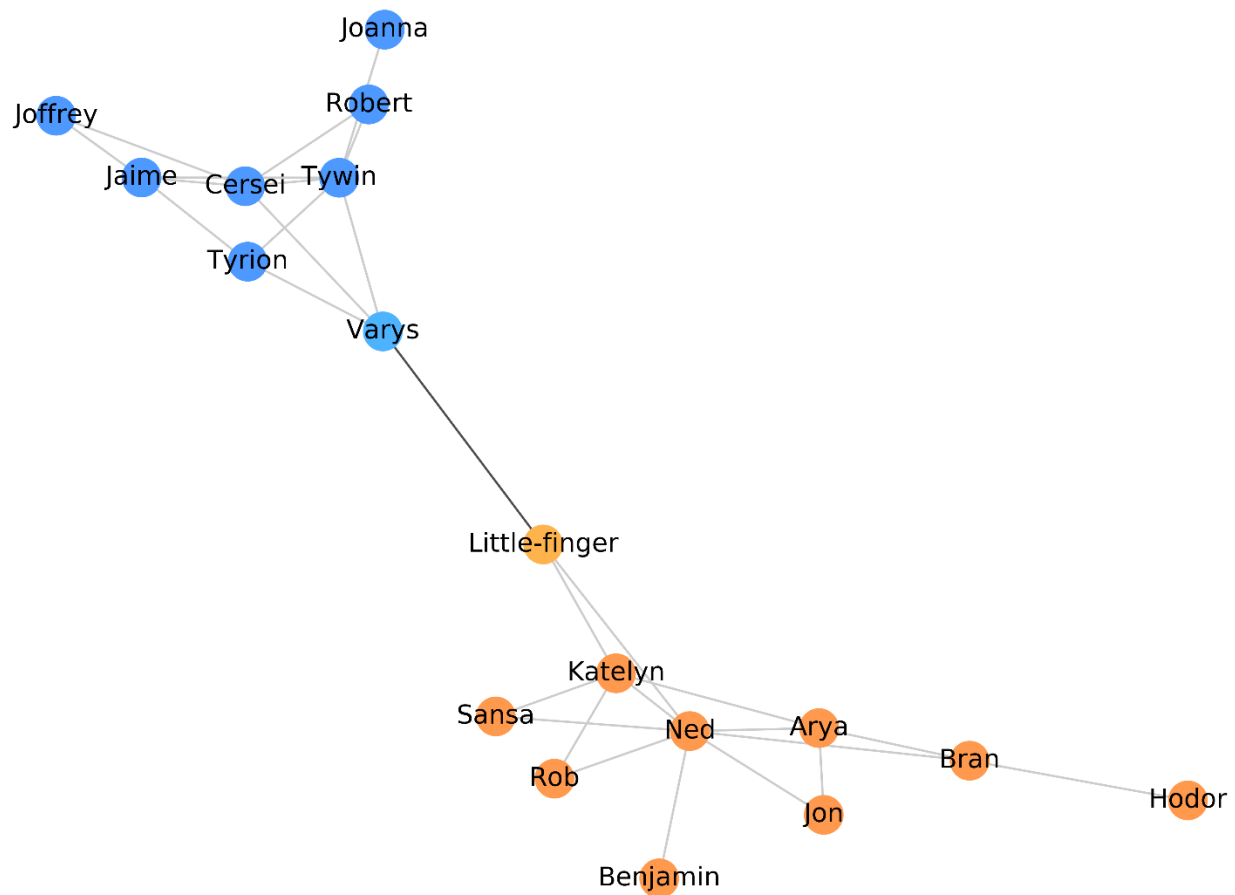 Joanna
Robert
Joffrey
Jaime
Cersei
Tywin
Tyrion
Varys
Little-finger
Katelyn
Sansa
Ned
Arya
Bran
Rob
Hodor
Jon
Benjamin